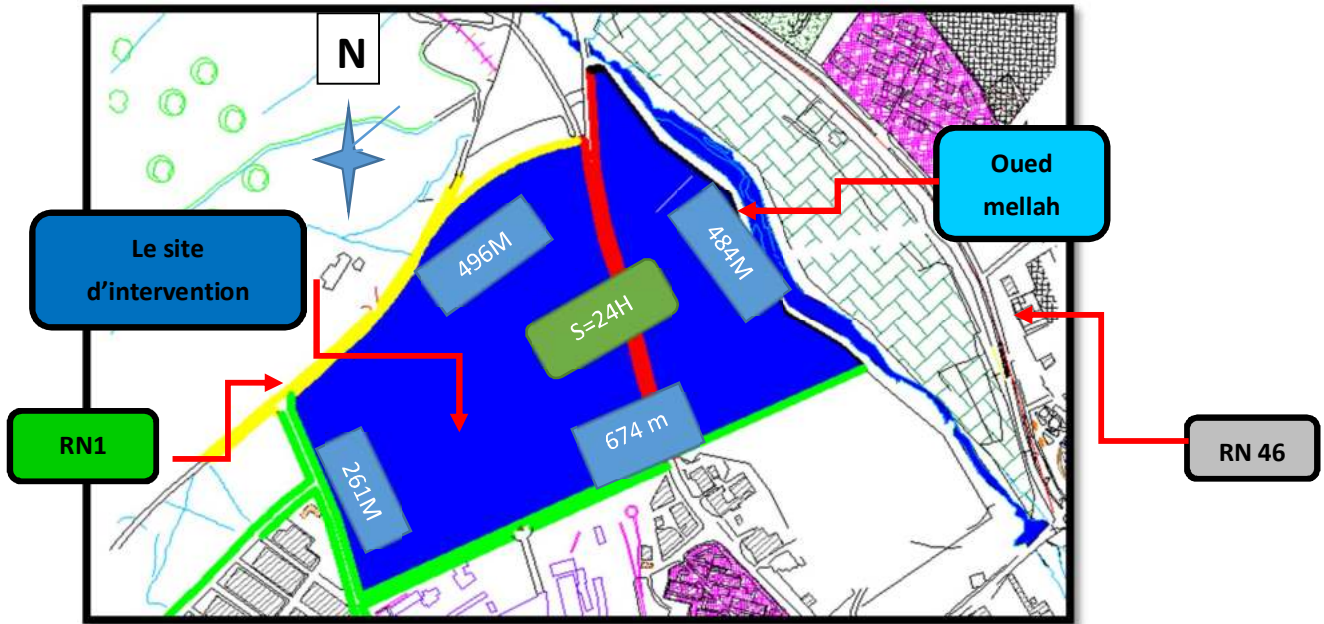 N
Oued
mellah
Le site
d’intervention
496M
484M
S=24H
RN1
674 m
RN 46
261M